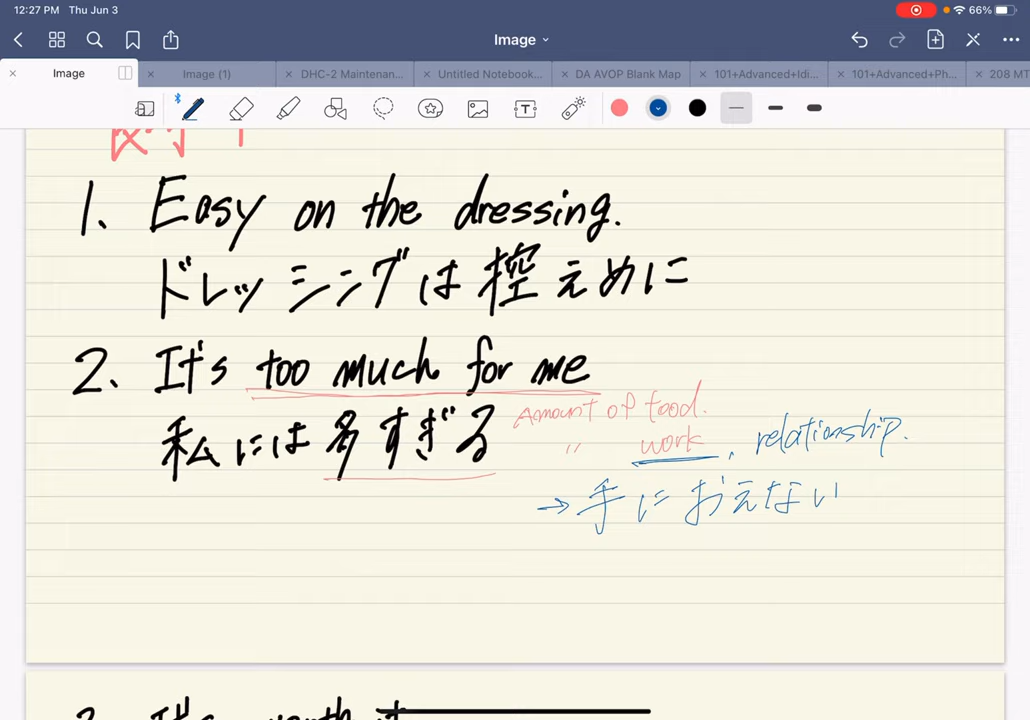 12:27 PM Thu Jun 3
66%
Image
Image
Image (1)
DHC-2 Maintenan...
Untitled Notebook...
DA AVOP Blank Map
101+Advanced+Idi...
101+Advanced+Ph...
208 MT
1. Easy on the dressing.
ドレッシングは控えめに
2. It's too much for me
私には多すぎる
Amount of food.
〃 work, relationship.
→手におえない
It's worth it